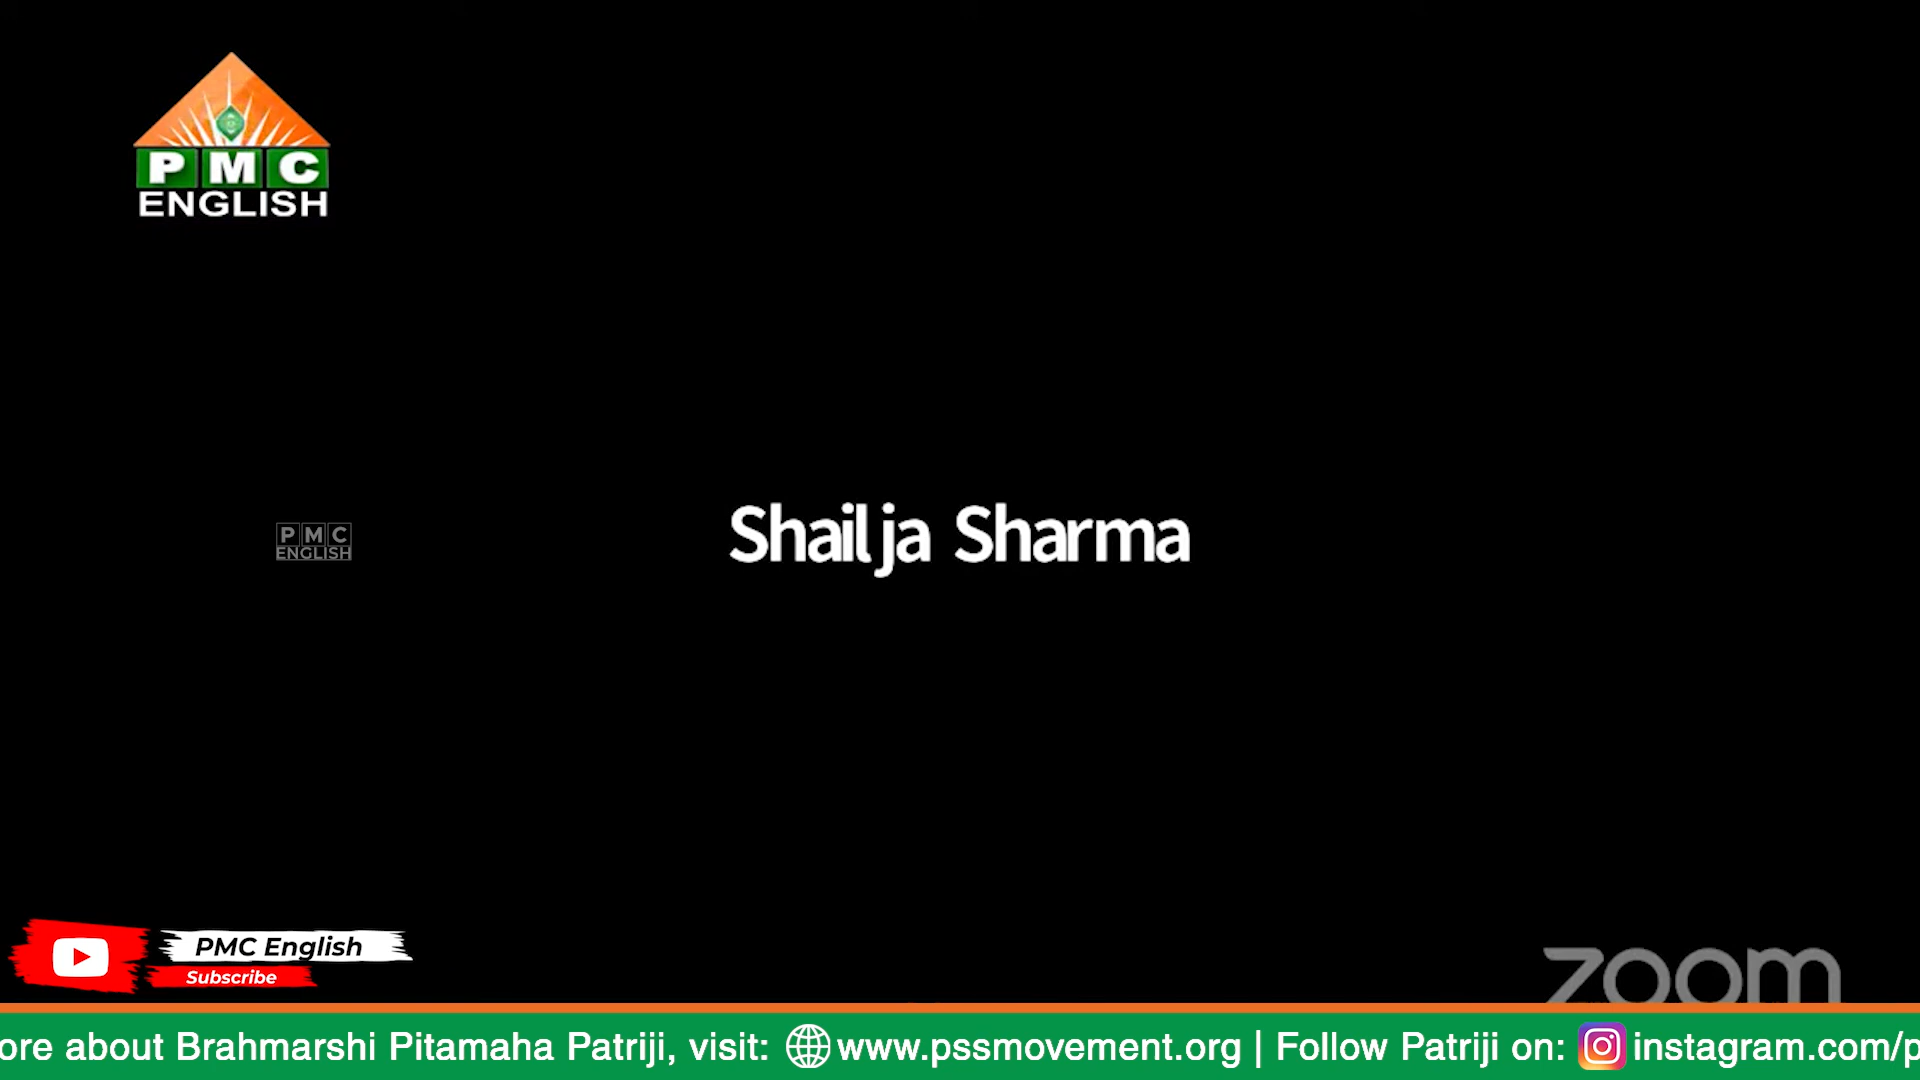 PMC
ENGLISH
PMC
ENGLISH
Shailja Sharma
PMC English
Subscribe
zoom
ore about Brahmarshi Pitamaha Patriji, visit: www.pssmovement.org | Follow Patriji on: instagram.com/p